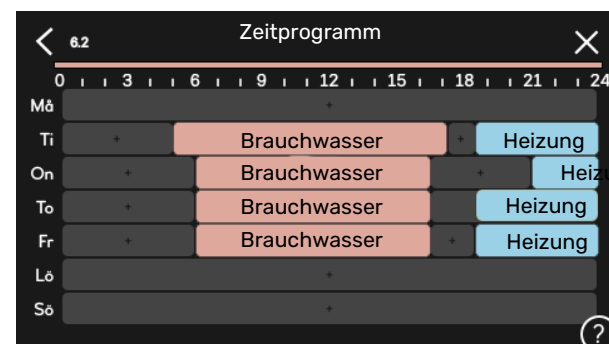 6.2 Zeitprogramm
0 3 6 9 12 15 18 21 24
Må +
Ti + Brauchwasser + Heizung
On + Brauchwasser + Heizu
To + Brauchwasser Heizung
Fr + Brauchwasser + Heizung
Lö +
Sö +
?